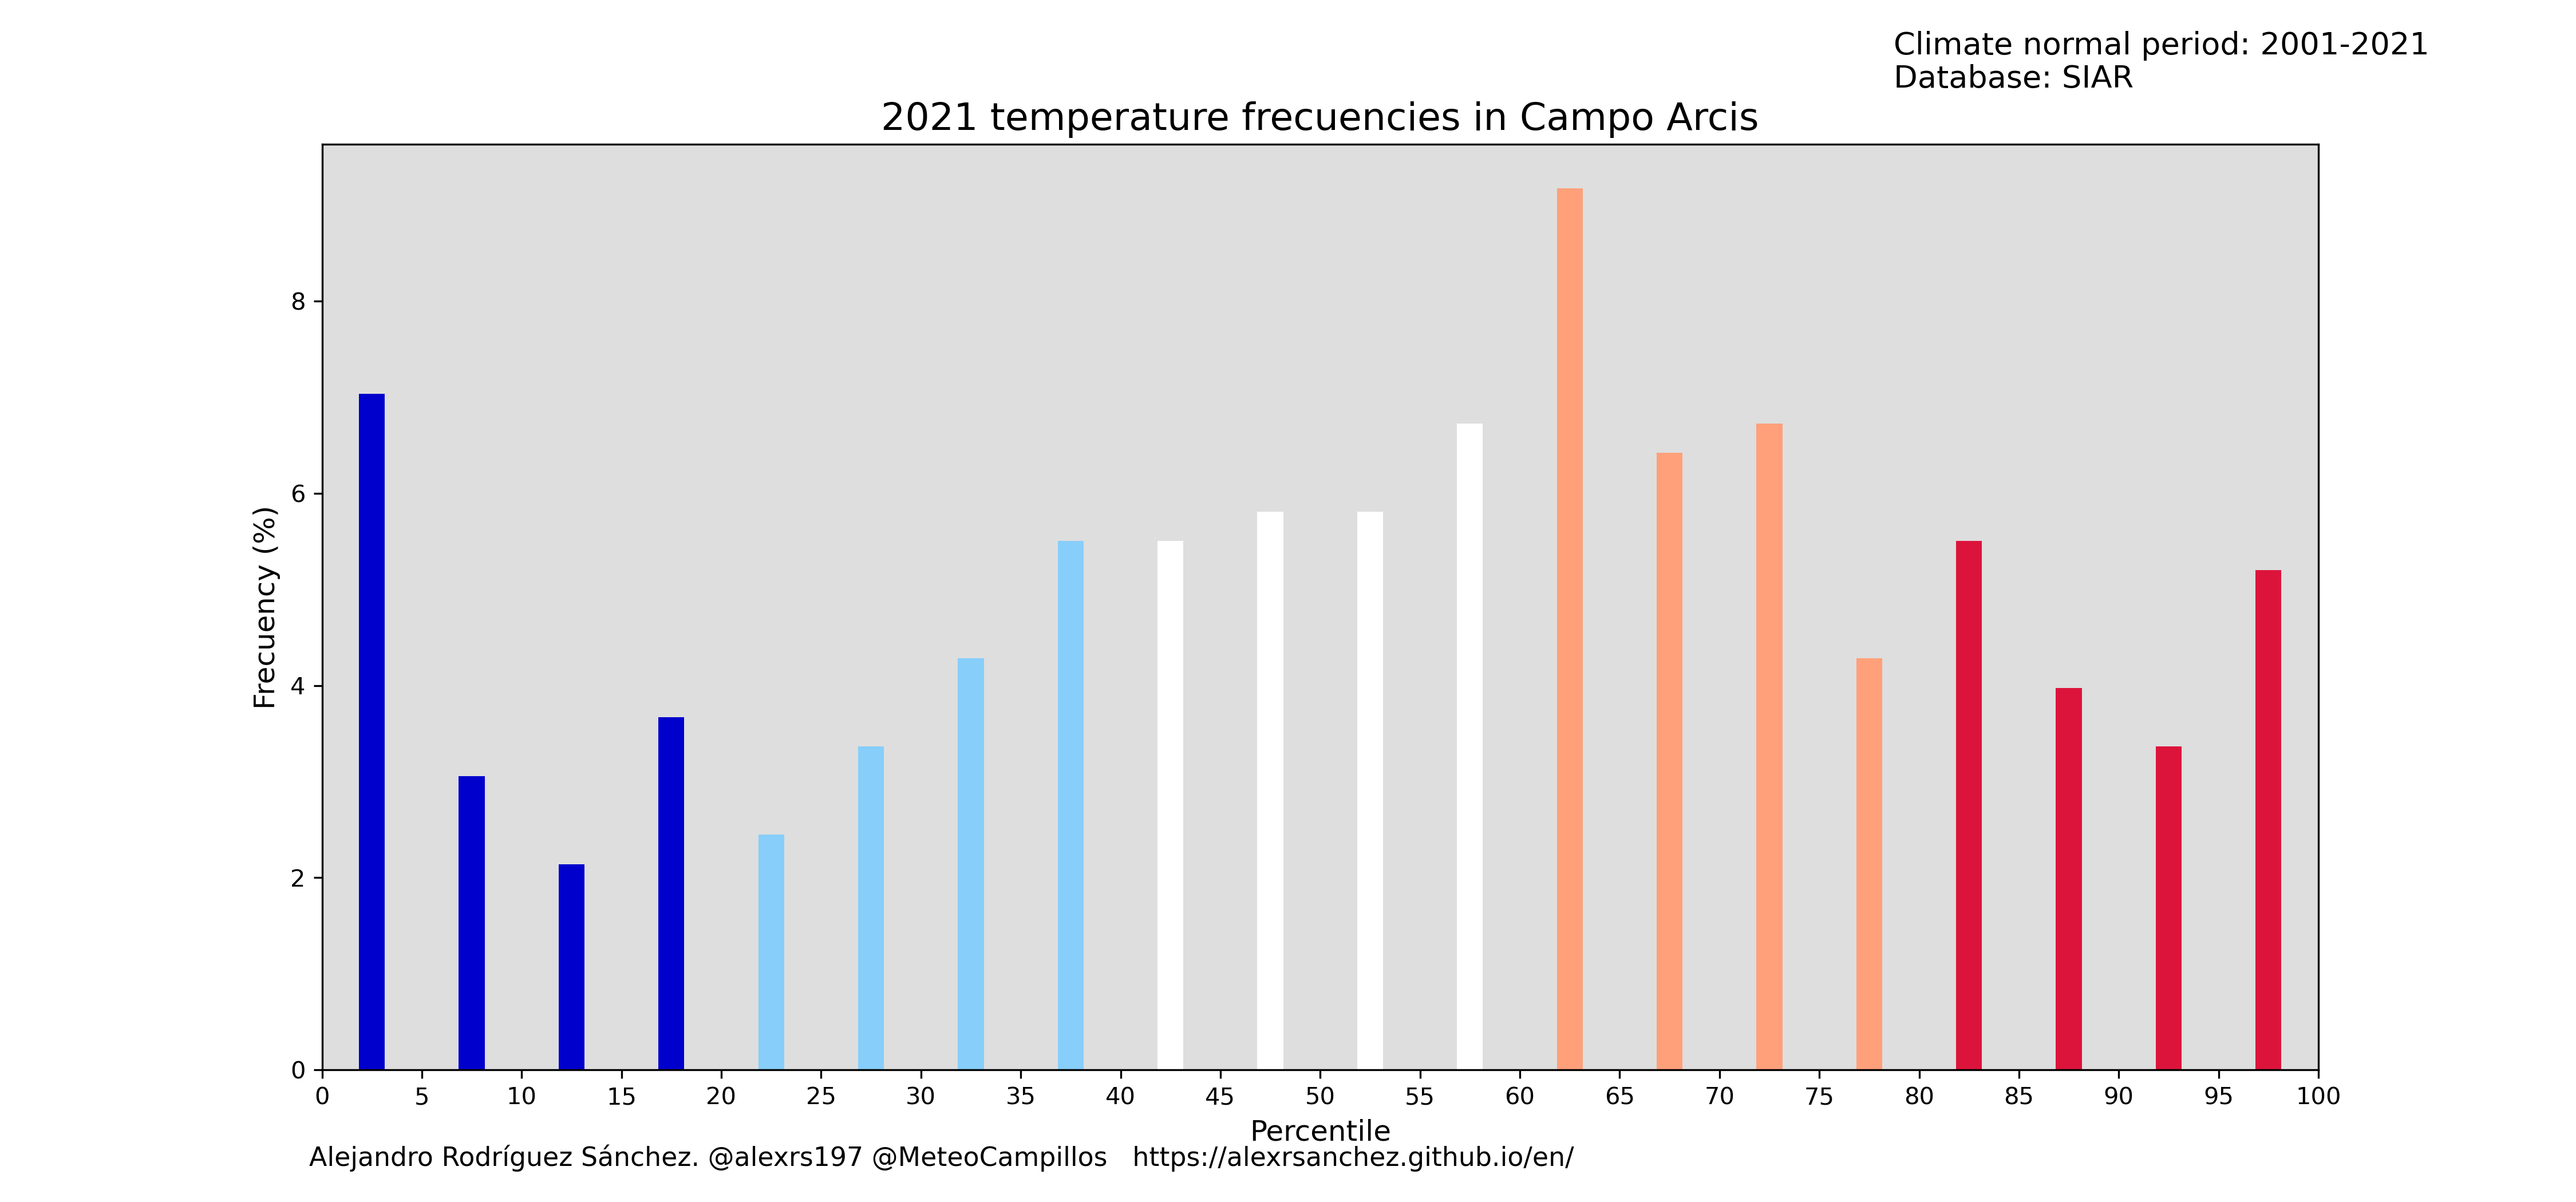 Climate normal period: 2001-2021
Database: SIAR
2021 temperature frecuencies in Campo Arcis
Frecuency (%)
8
6
4
2
0
0 5 10 15 20 25 30 35 40 45 50 55 60 65 70 75 80 85 90 95 100
Percentile
Alejandro Rodríguez Sánchez. @alexrs197 @MeteoCampillos https://alexrsanchez.github.io/en/